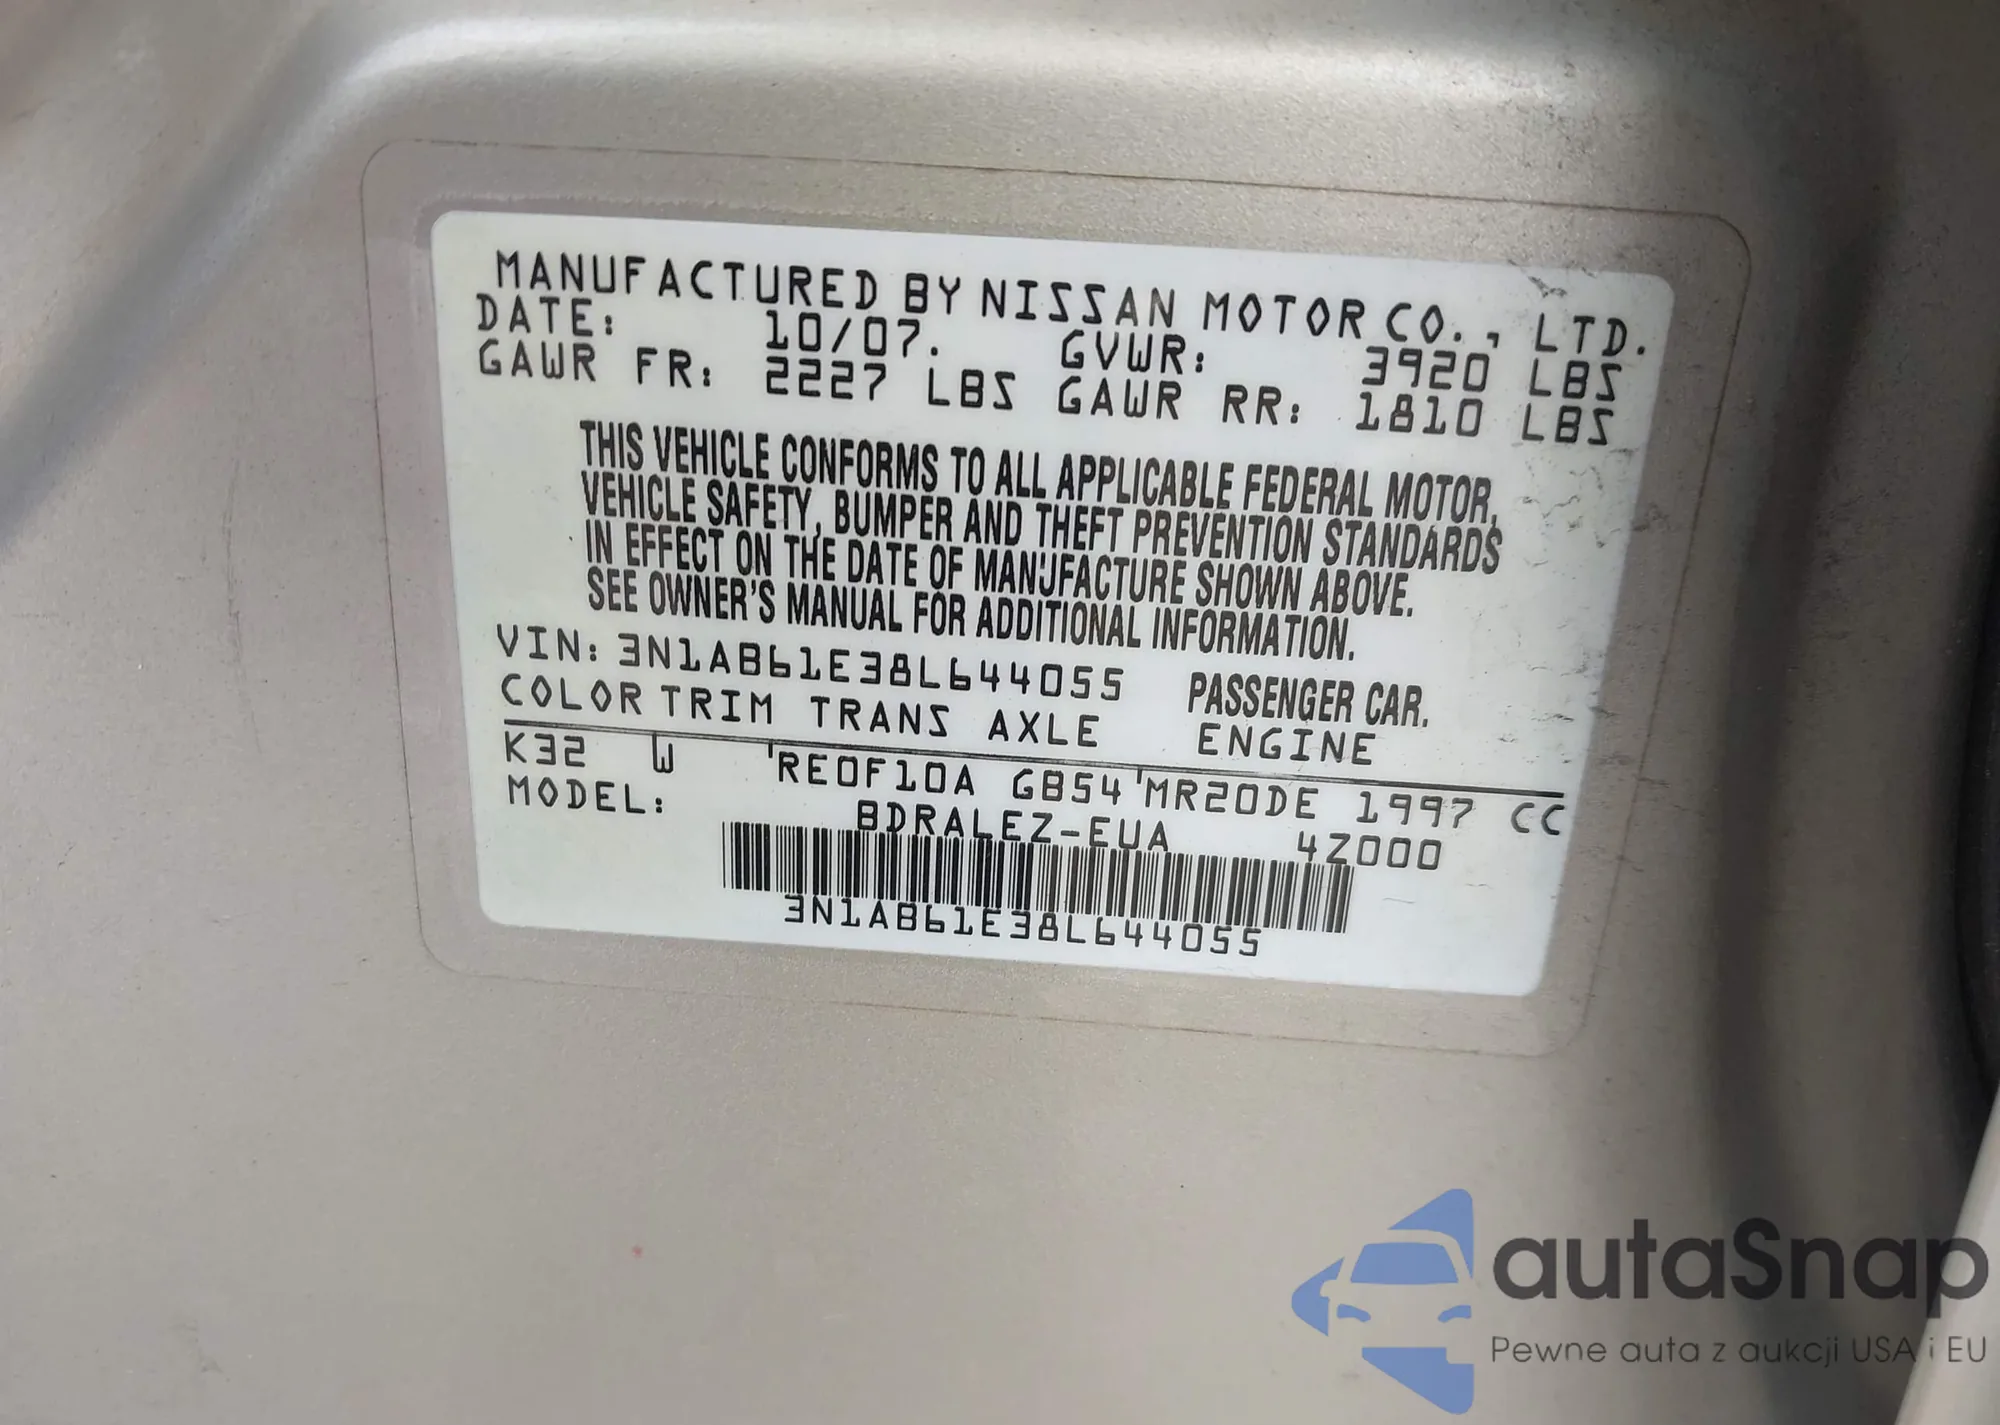 MANUFACTURED BY NISSAN MOTOR CO., LTD.
DATE: 10/07. GVWR: 3920 LBS
GAWR FR: 2227 LBS GAWR RR: 1810 LBS
THIS VEHICLE CONFORMS TO ALL APPLICABLE FEDERAL MOTOR,
VEHICLE SAFETY, BUMPER AND THEFT PREVENTION STANDARDS
IN EFFECT ON THE DATE OF MANUFACTURE SHOWN ABOVE.
SEE OWNER'S MANUAL FOR ADDITIONAL INFORMATION.
VIN: 3N1AB61E38L644055 PASSENGER CAR.
COLOR TRIM TRANS AXLE ENGINE
K32 W RE0F10A GB54 MR20DE 1997 CC
MODEL: BDRALEZ-EUA 4Z000
3N1AB61E38L644055
autaSnap
Pewne auta z aukcji USA i EU